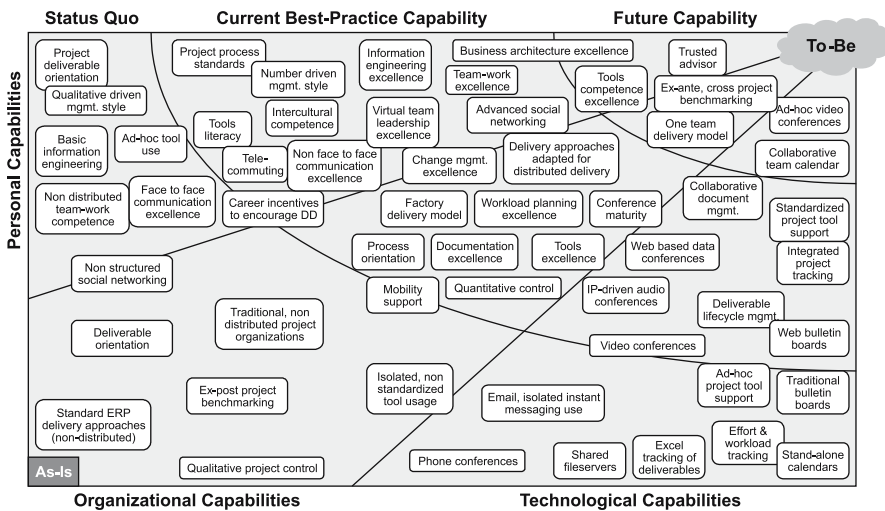 Status Quo
Current Best-Practice Capability
Future Capability
To-Be
Personal Capabilities
Project
deliverable
orientation
Qualitative driven
mgmt. style
Project process
standards
Number driven
mgmt. style
Information
engineering
excellence
Business architecture excellence
Team-work
excellence
Trusted
advisor
Tools
competence
excellence
Ex-ante, cross project
benchmarking
Ad-hoc video
conferences
Basic
information
engineering
Ad-hoc tool
use
Tools
literacy
Intercultural
competence
Virtual team
leadership
excellence
Advanced social
networking
One team
delivery model
Collaborative
team calendar
Tele-
commuting
Non face to face
communication
excellence
Change mgmt.
excellence
Delivery approaches
adapted for
distributed delivery
Non distributed
team-work
competence
Face to face
communication
excellence
Career incentives
to encourage DD
Factory
delivery model
Workload planning
excellence
Conference
maturity
Collaborative
document
mgmt.
Standardized
project tool
support
Process
orientation
Documentation
excellence
Tools
excellence
Web based data
conferences
Integrated
project
tracking
Non structured
social networking
Mobility
support
Quantitative control
IP-driven audio
conferences
Deliverable
lifecycle mgmt.
Deliverable
orientation
Traditional, non
distributed project
organizations
Video conferences
Web bulletin
boards
Ex-post project
benchmarking
Isolated, non
standardized
tool usage
Email, isolated instant
messaging use
Ad-hoc
project tool
support
Traditional
bulletin
boards
Standard ERP
delivery approaches
(non-distributed)
As-Is
Qualitative project control
Phone conferences
Shared
fileservers
Excel
tracking of
deliverables
Effort &
workload
tracking
Stand-alone
calendars
Organizational Capabilities
Technological Capabilities